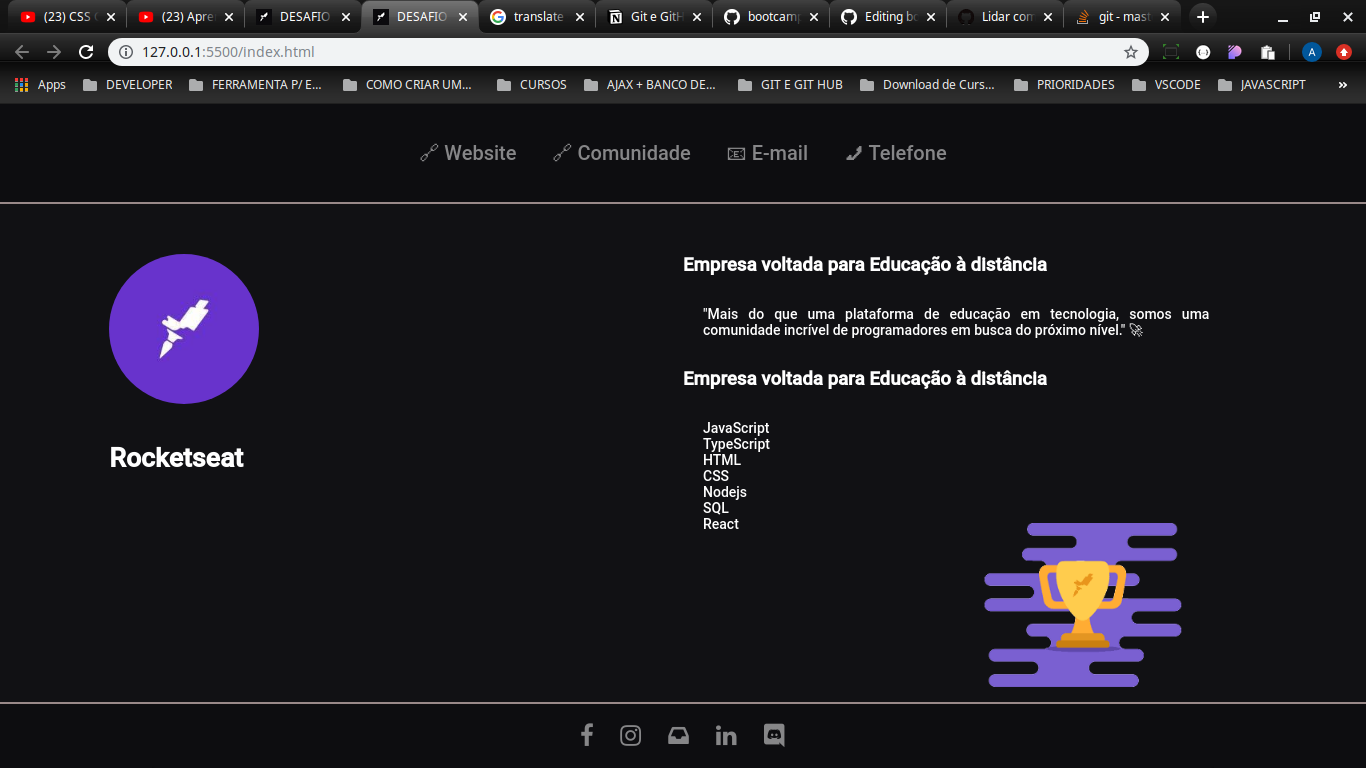 (23) CSS (
(23) Apre
DESAFIO
DESAFIO
translate
Git e GitH
bootcamp
Editing bo
Lidar com
git - mast
127.0.0.1:5500/index.html
A
Apps
DEVELOPER
FERRAMENTA P/ E...
COMO CRIAR UM...
CURSOS
AJAX + BANCO DE...
GIT E GIT HUB
Download de Curs...
PRIORIDADES
VSCODE
JAVASCRIPT
»
Website
Comunidade
E-mail
Telefone
Empresa voltada para Educação à distância
"Mais do que uma plataforma de educação em tecnologia, somos uma
comunidade incrível de programadores em busca do próximo nível." 🚀
Empresa voltada para Educação à distância
JavaScript
TypeScript
HTML
CSS
Nodejs
SQL
React
Rocketseat